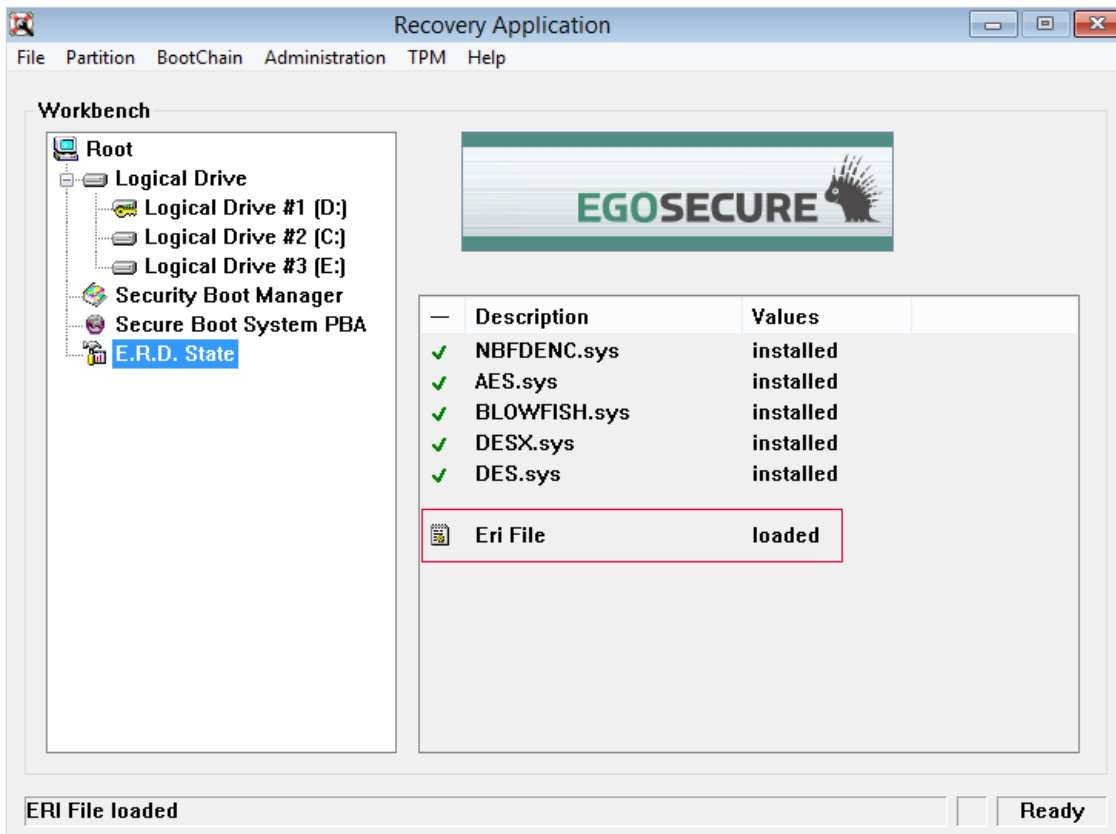 Recovery Application
File Partition BootChain Administration TPM Help
Workbench
Root
Logical Drive
Logical Drive #1 (D:)
Logical Drive #2 (C:)
Logical Drive #3 (E:)
Security Boot Manager
Secure Boot System PBA
E.R.D. State
EGOSECURE
— Description Values
NBFDENC.sys installed
AES.sys installed
BLOWFISH.sys installed
DESX.sys installed
DES.sys installed
Eri File loaded
ERI File loaded Ready